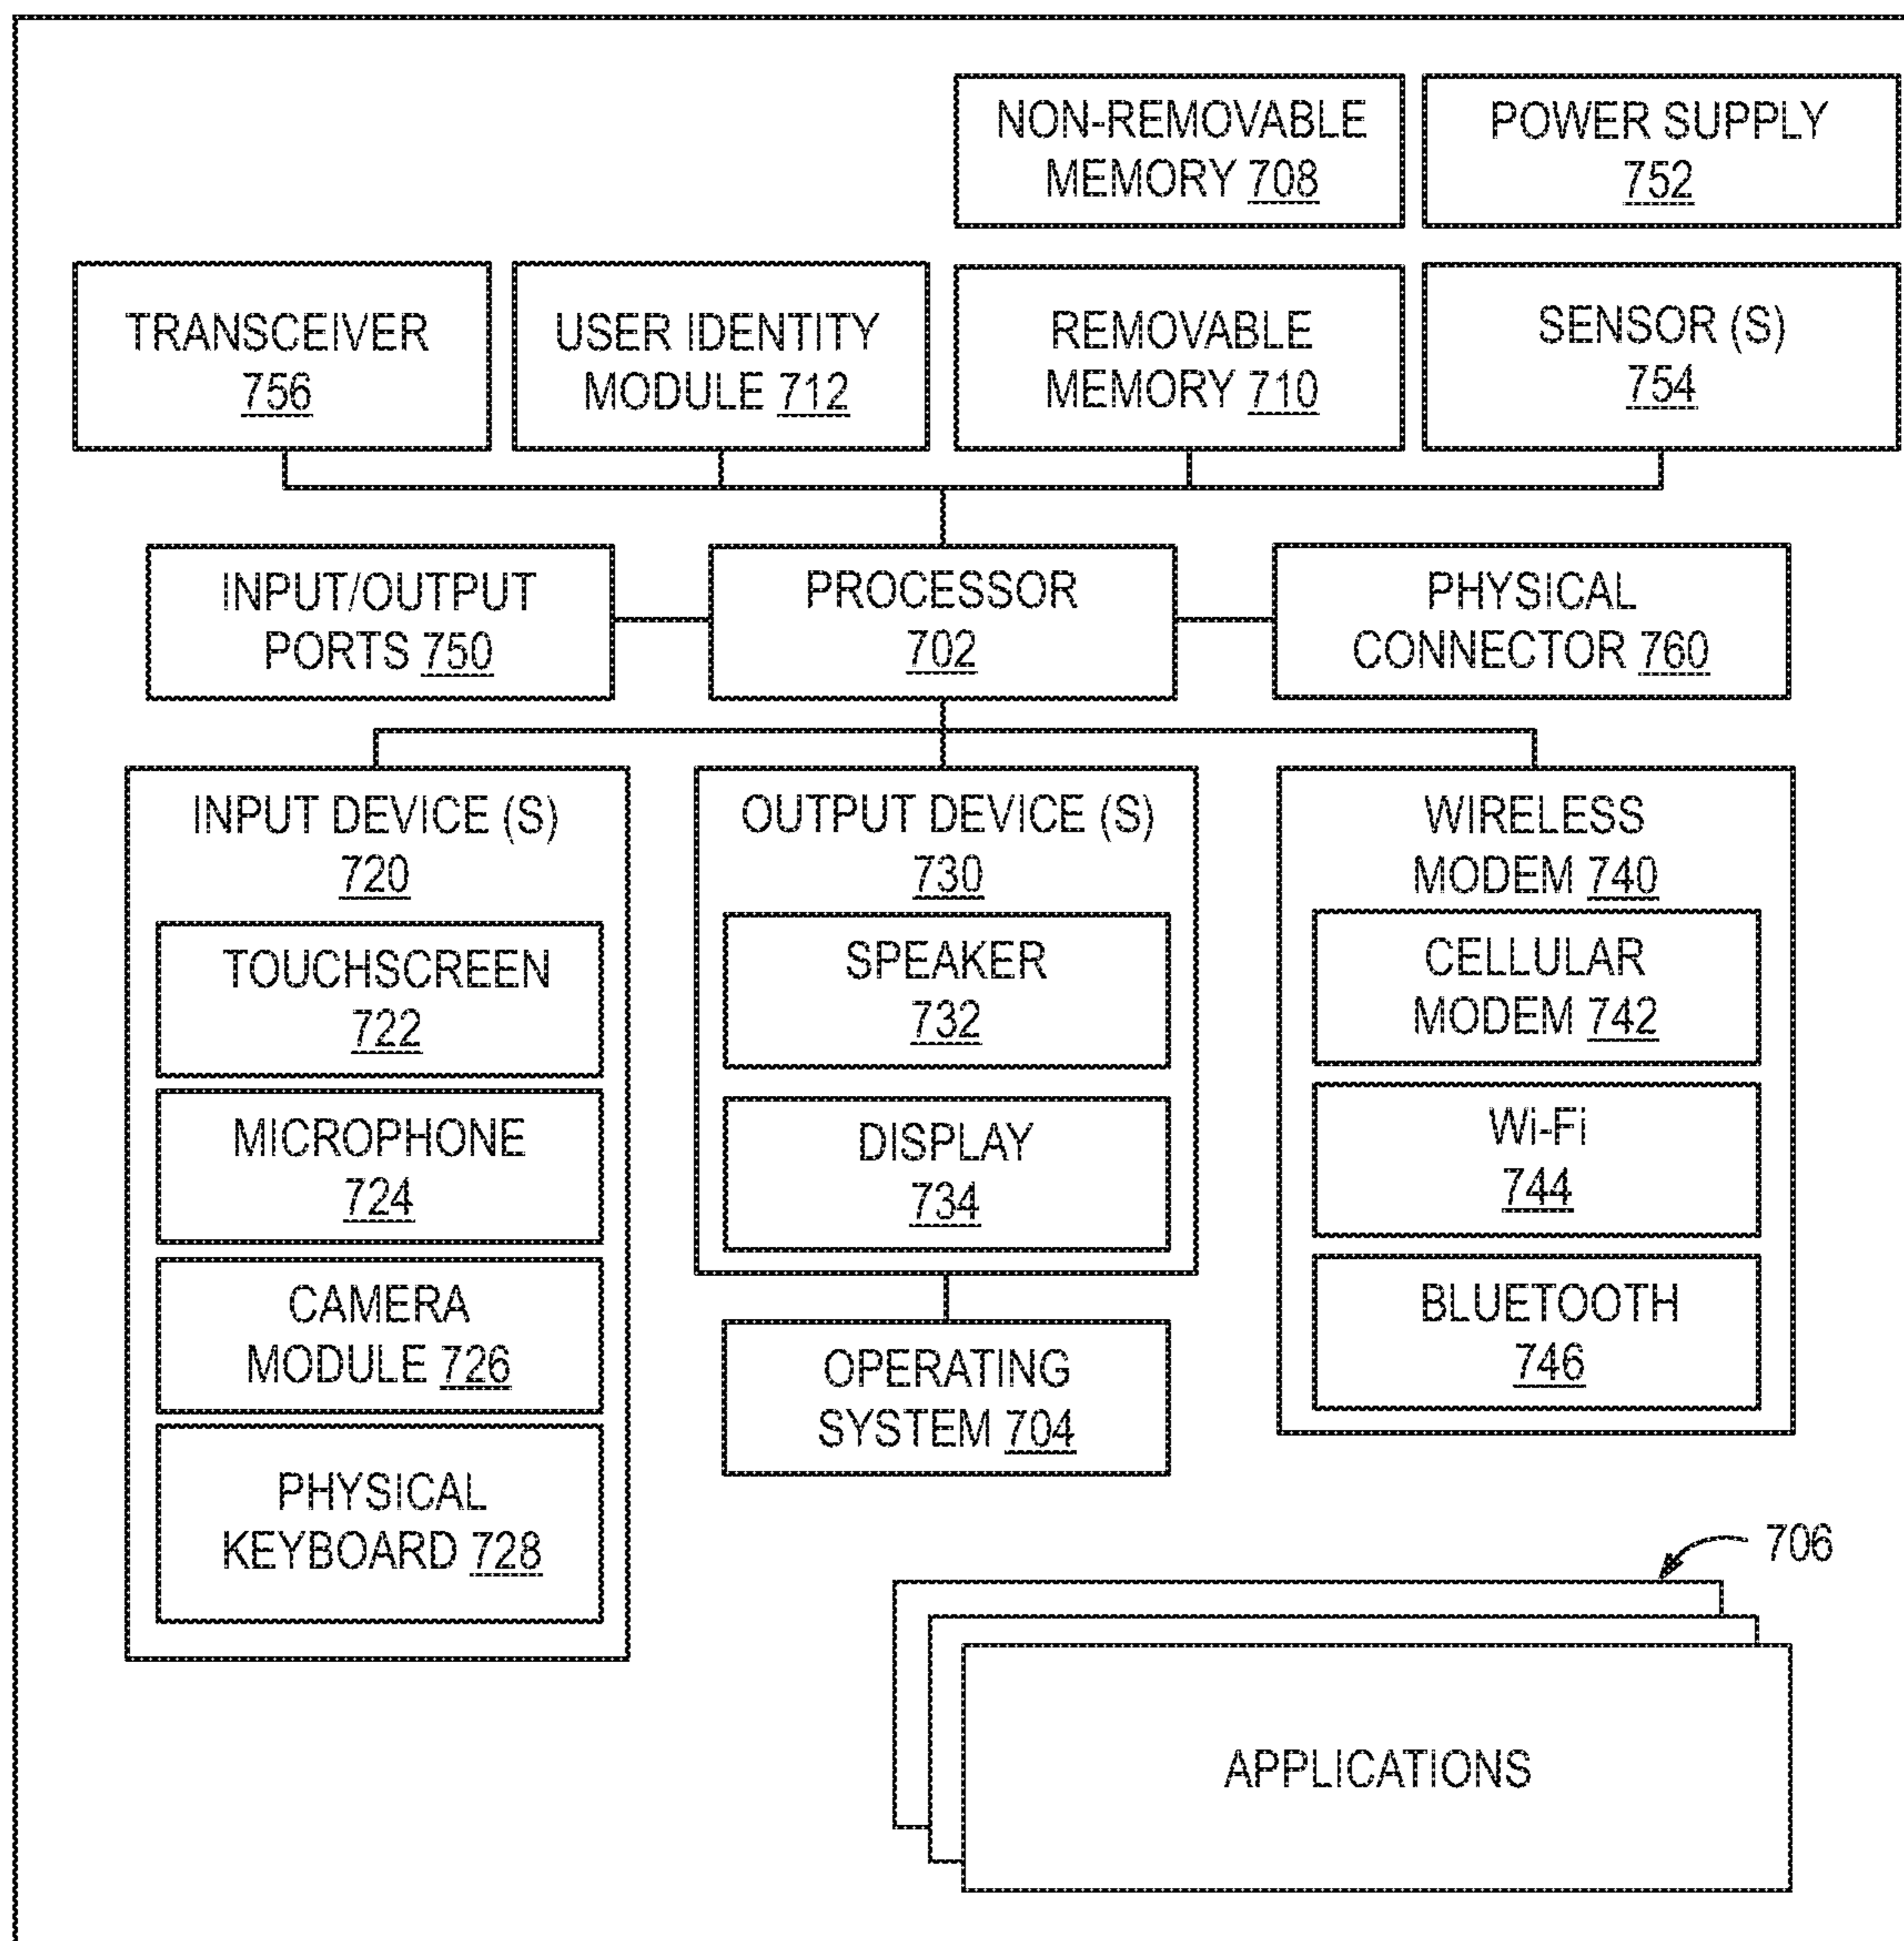 NON-REMOVABLE
MEMORY 708
POWER SUPPLY
752
TRANSCEIVER
756
USER IDENTITY
MODULE 712
REMOVABLE
MEMORY 710
SENSOR (S)
754
INPUT/OUTPUT
PORTS 750
PROCESSOR
702
PHYSICAL
CONNECTOR 760
INPUT DEVICE (S)
720
TOUCHSCREEN
722
MICROPHONE
724
CAMERA
MODULE 726
PHYSICAL
KEYBOARD 728
OUTPUT DEVICE (S)
730
SPEAKER
732
DISPLAY
734
OPERATING
SYSTEM 704
WIRELESS
MODEM 740
CELLULAR
MODEM 742
Wi-Fi
744
BLUETOOTH
746
706
APPLICATIONS